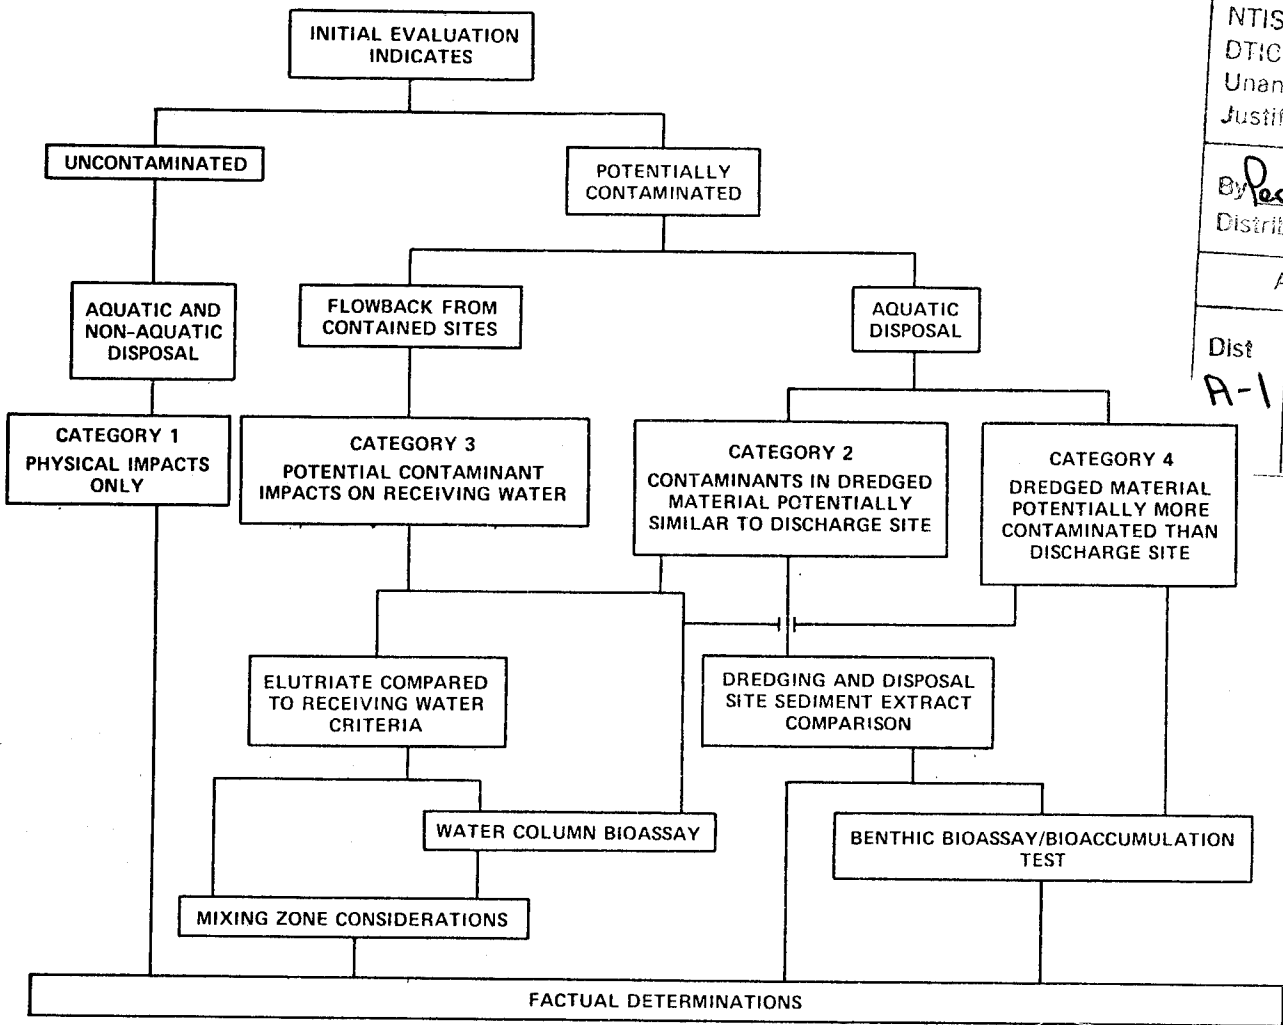 INITIAL EVALUATION
INDICATES
UNCONTAMINATED
POTENTIALLY
CONTAMINATED
AQUATIC AND
NON-AQUATIC
DISPOSAL
FLOWBACK FROM
CONTAINED SITES
AQUATIC
DISPOSAL
CATEGORY 1
PHYSICAL IMPACTS
ONLY
CATEGORY 3
POTENTIAL CONTAMINANT
IMPACTS ON RECEIVING WATER
CATEGORY 2
CONTAMINANTS IN DREDGED
MATERIAL POTENTIALLY
SIMILAR TO DISCHARGE SITE
CATEGORY 4
DREDGED MATERIAL
POTENTIALLY MORE
CONTAMINATED THAN
DISCHARGE SITE
ELUTRIATE COMPARED
TO RECEIVING WATER
CRITERIA
DREDGING AND DISPOSAL
SITE SEDIMENT EXTRACT
COMPARISON
WATER COLUMN BIOASSAY
BENTHIC BIOASSAY/BIOACCUMULATION
TEST
MIXING ZONE CONSIDERATIONS
FACTUAL DETERMINATIONS
NTIS
DTIC
Unan
Justif
By
Distrib
A
Dist
A-1